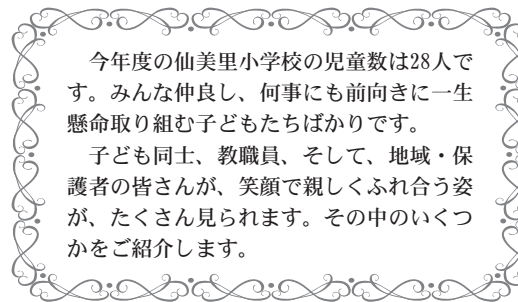 今年度の仙美里小学校の児童数は28人で
す。みんな仲良し、何事にも前向きに一生
懸命取り組む子どもたちばかりです。
　子ども同士、教職員、そして、地域・保
護者の皆さんが、笑顔で親しくふれ合う姿
が、たくさん見られます。その中のいくつ
かをご紹介します。